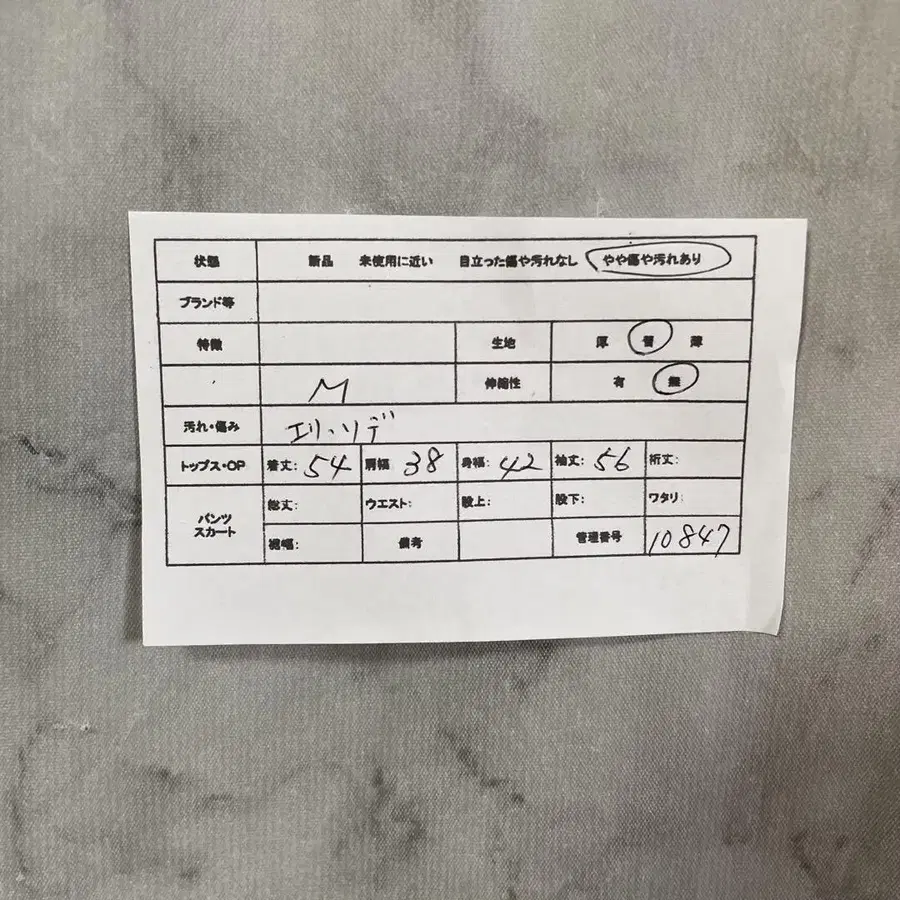 状態 新品 未使用に近い 目立った傷や汚れなし やや傷や汚れあり
ブランド等
特徴 生地 厚 普 薄
M 伸縮性 有 無
汚れ・傷み エリ、ソデ
トップス・OP 着丈: 54 肩幅 38 身幅: 42 袖丈: 56 裄丈:
パンツ スカート 総丈: ウエスト: 股上: 股下: ワタリ:
裾幅: 備考 管理番号 10847